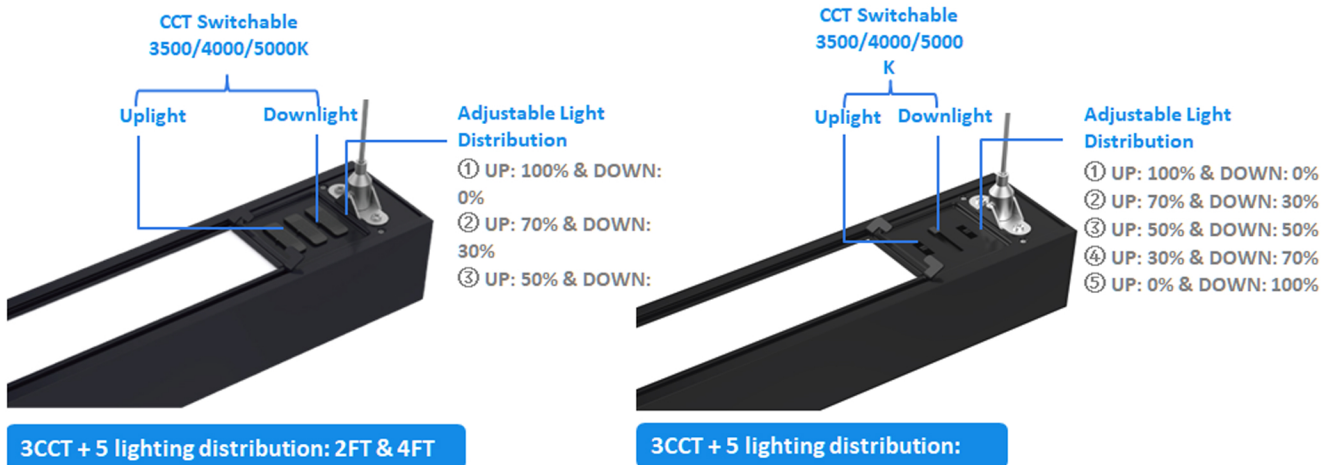 CCT Switchable
3500/4000/5000K
Uplight
Downlight
Adjustable Light
Distribution
① UP: 100% & DOWN:
0%
② UP: 70% & DOWN:
30%
③ UP: 50% & DOWN:
3CCT + 5 lighting distribution: 2FT & 4FT
CCT Switchable
3500/4000/5000
K
Uplight
Downlight
Adjustable Light
Distribution
① UP: 100% & DOWN: 0%
② UP: 70% & DOWN: 30%
③ UP: 50% & DOWN: 50%
④ UP: 30% & DOWN: 70%
⑤ UP: 0% & DOWN: 100%
3CCT + 5 lighting distribution: